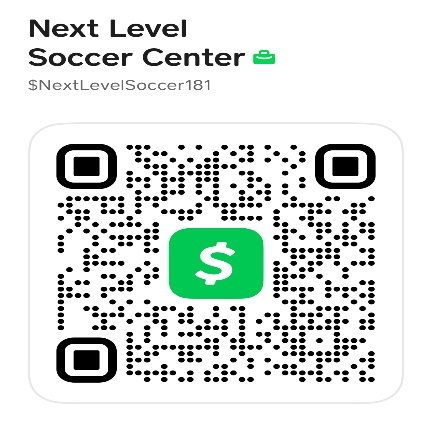 Next Level
Soccer Center
$NextLevelSoccer181
$